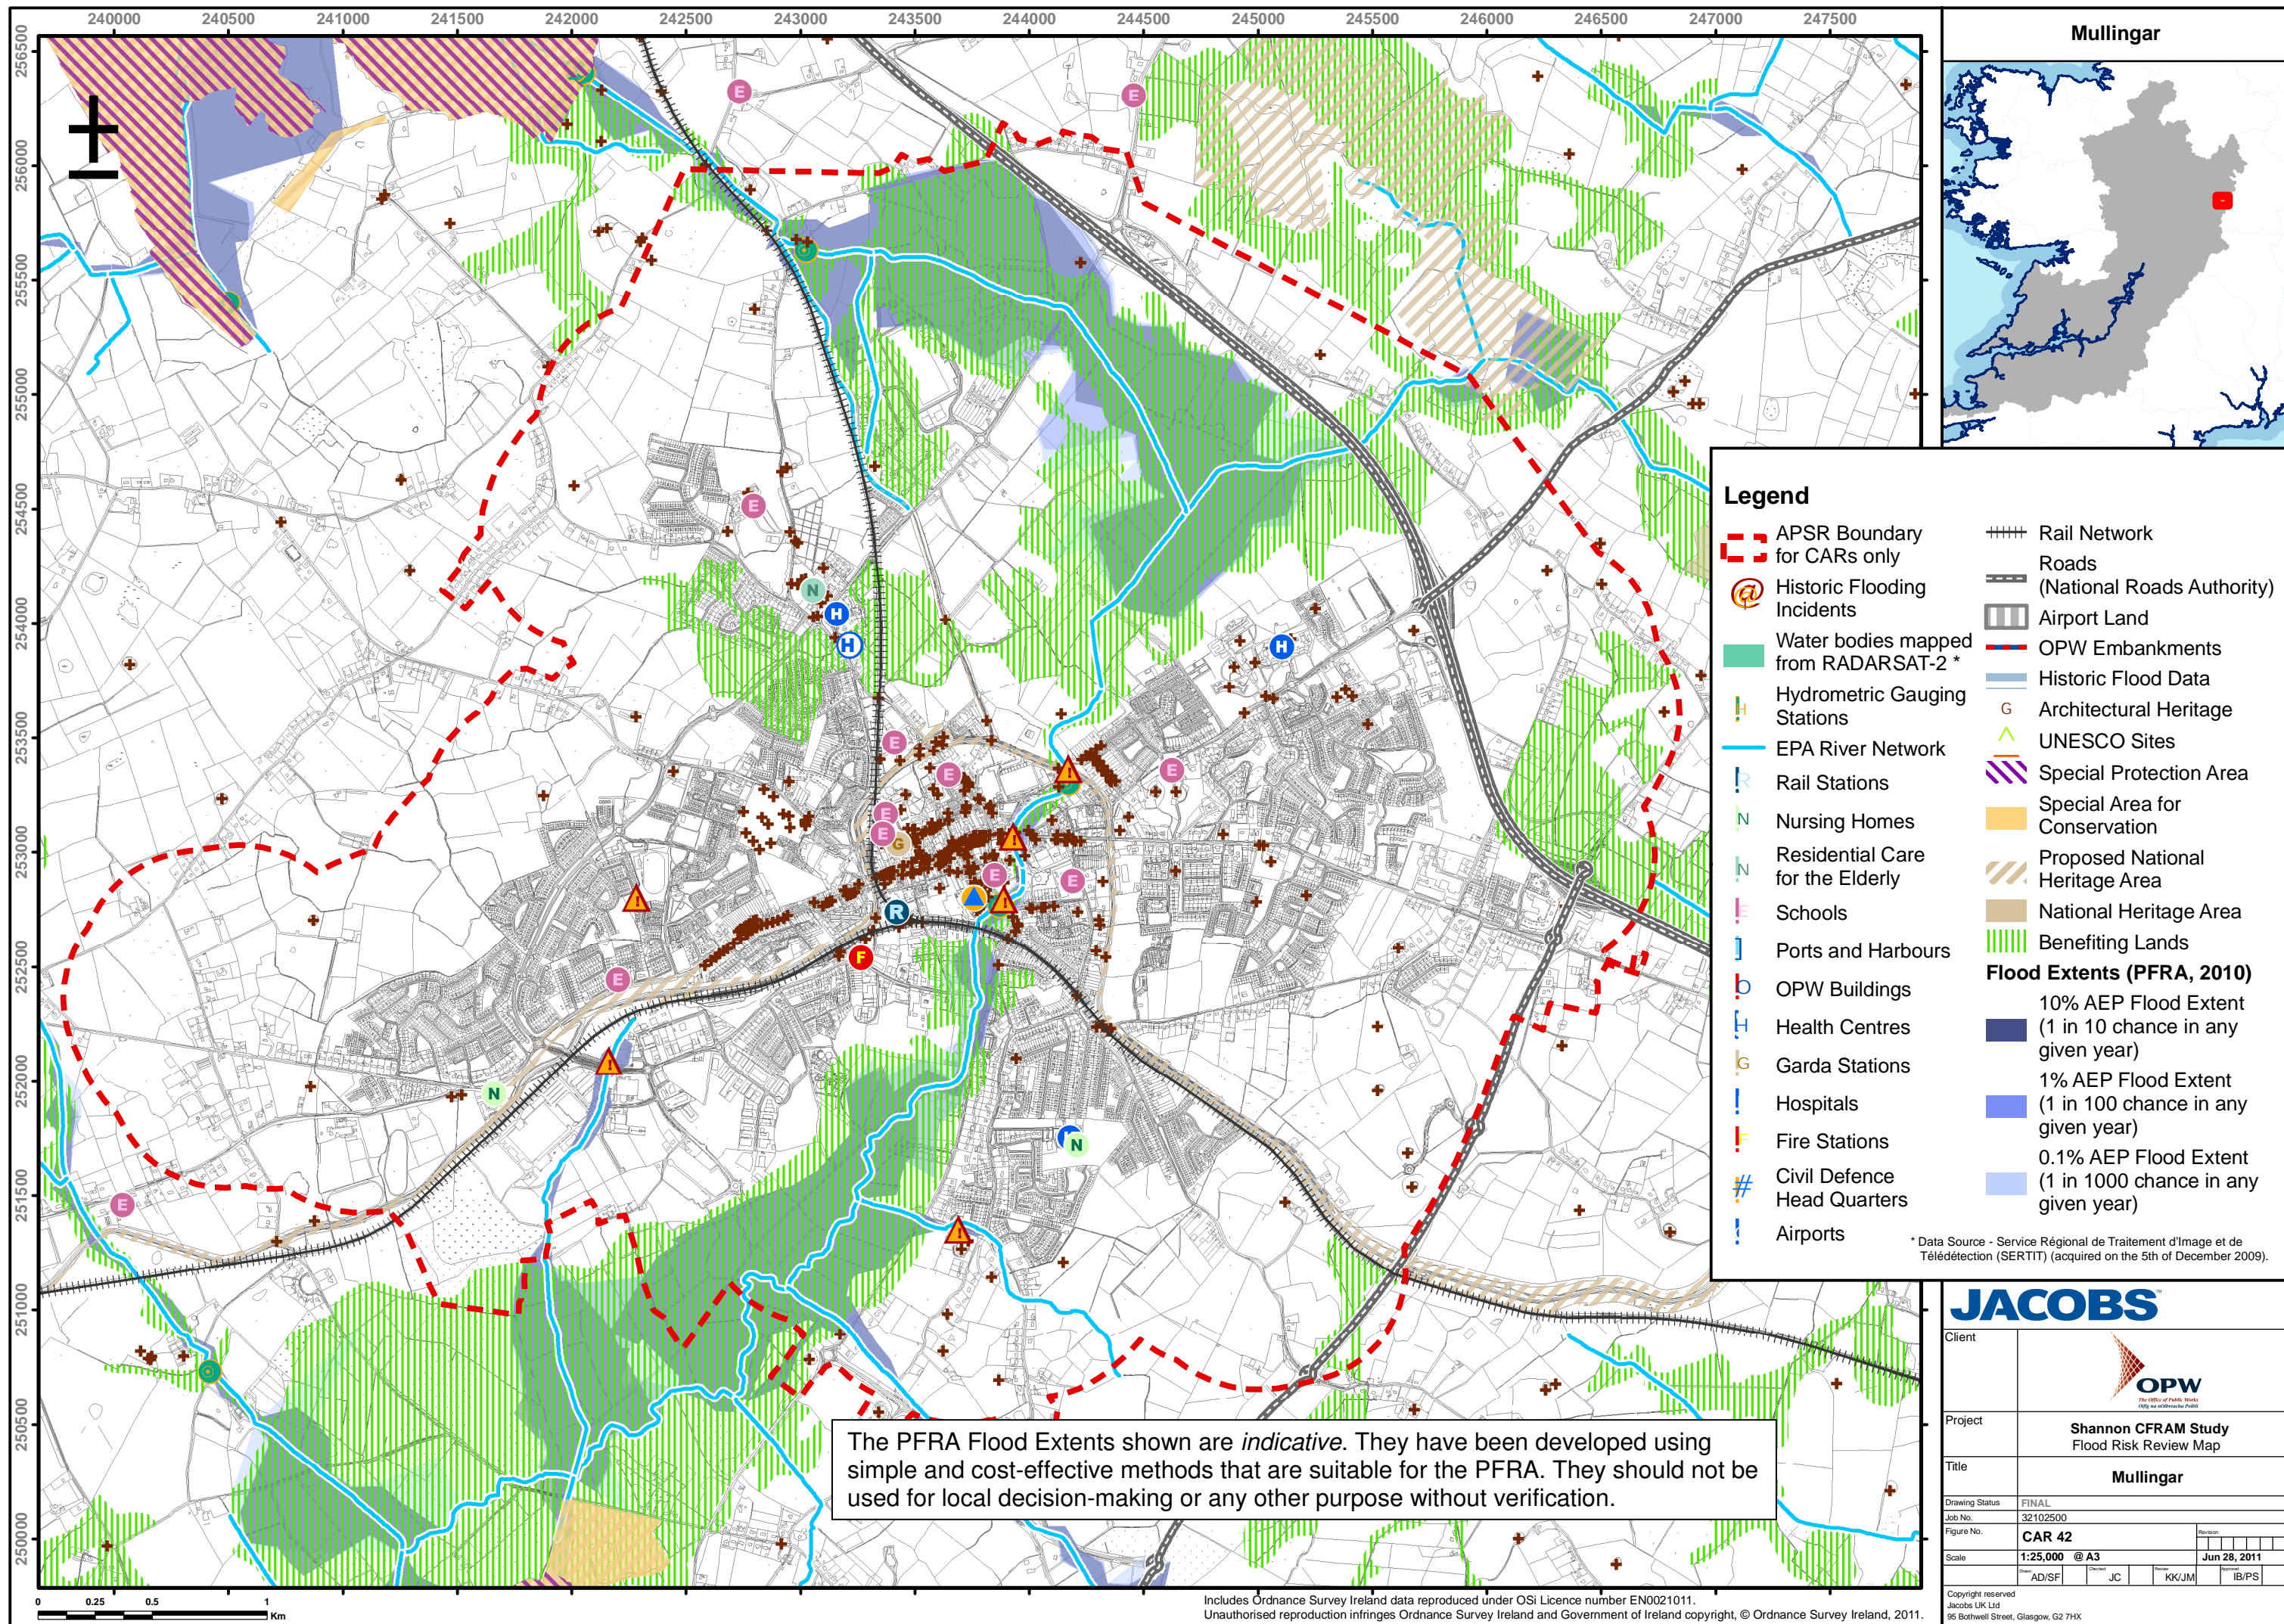 240000 240500 241000 241500 242000 242500 243000 243500 244000 244500 245000 245500 246000 246500 247000 247500
256500
256000
255500
255000
254500
254000
253500
253000
252500
252000
251500
251000
250500
250000
E
E
E
N
H
H
H
E
E
E
E
E
G
E
E
R
F
E
N
N
E
Mullingar
Legend
APSR Boundary
for CARs only
@
Historic Flooding
Incidents
Water bodies mapped
from RADARSAT-2 *
H
Hydrometric Gauging
Stations
EPA River Network
R
Rail Stations
N
Nursing Homes
N
Residential Care
for the Elderly
E
Schools
Ports and Harbours
O
OPW Buildings
H
Health Centres
G
Garda Stations
Hospitals
F
Fire Stations
#
Civil Defence
Head Quarters
Airports
Rail Network
Roads
(National Roads Authority)
Airport Land
OPW Embankments
Historic Flood Data
G
Architectural Heritage
UNESCO Sites
Special Protection Area
Special Area for
Conservation
Proposed National
Heritage Area
National Heritage Area
Benefiting Lands
Flood Extents (PFRA, 2010)
10% AEP Flood Extent
(1 in 10 chance in any
given year)
1% AEP Flood Extent
(1 in 100 chance in any
given year)
0.1% AEP Flood Extent
(1 in 1000 chance in any
given year)
* Data Source - Service Régional de Traitement d'Image et de
Télédétection (SERTIT) (acquired on the 5th of December 2009).
The PFRA Flood Extents shown are indicative. They have been developed using
simple and cost-effective methods that are suitable for the PFRA. They should not be
used for local decision-making or any other purpose without verification.
0 0.25 0.5 1
Km
Includes Ordnance Survey Ireland data reproduced under OSi Licence number EN0021011.
Unauthorised reproduction infringes Ordnance Survey Ireland and Government of Ireland copyright, © Ordnance Survey Ireland, 2011.
JACOBS
Client
OPW
The Office of Public Works
Oifig na nOibreacha Poiblí
Project
Shannon CFRAM Study
Flood Risk Review Map
Title
Mullingar
Drawing Status FINAL
Job No. 32102500
Figure No. CAR 42 Revision
Scale 1:25,000 @ A3 Jun 28, 2011
Drawn AD/SF Checked JC Review KK/JM Approved IB/PS
Copyright reserved
Jacobs UK Ltd
95 Bothwell Street, Glasgow, G2 7HX